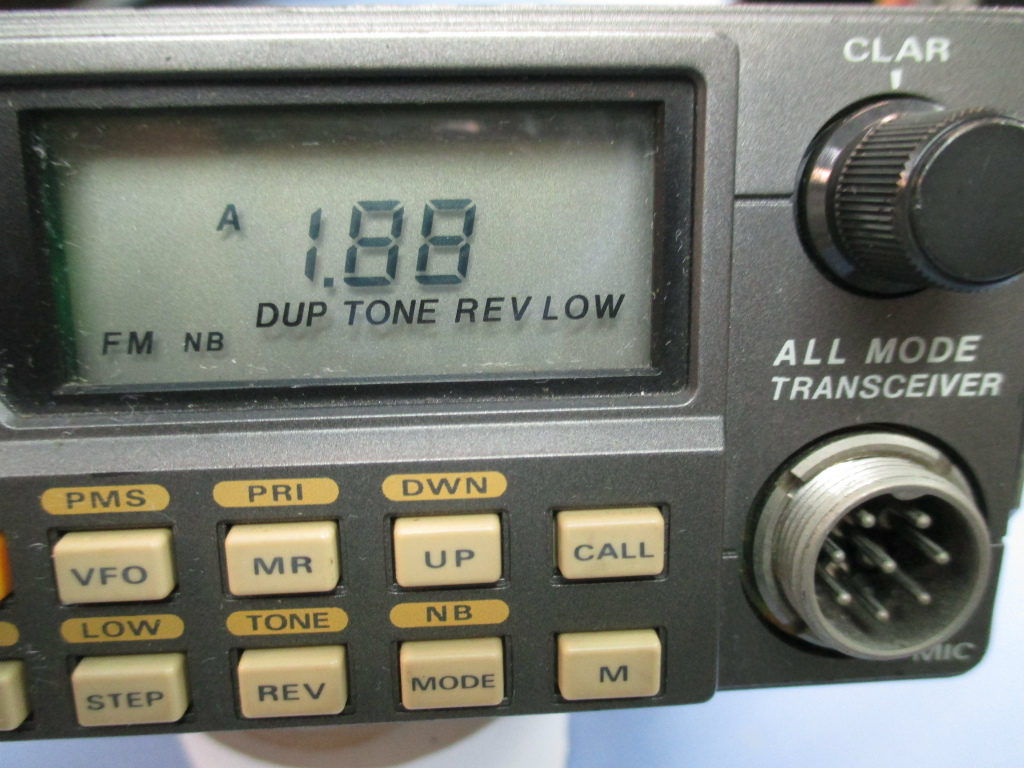 CLAR
A 1.88
DUP TONE REV LOW
FM NB
ALL MODE
TRANSCEIVER
PMS PRI DWN
VFO MR UP CALL
LOW TONE NB
STEP REV MODE M
MIC